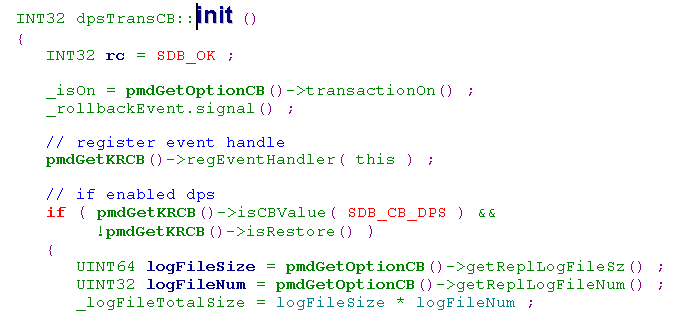 INT32 dpsTransCB::init ()
{
INT32 rc = SDB_OK ;
_isOn = pmdGetOptionCB()->transactionOn() ;
_rollbackEvent.signal() ;
// register event handle
pmdGetKRCB()->regEventHandler( this ) ;
// if enabled dps
if ( pmdGetKRCB()->isCBValue( SDB_CB_DPS ) &&
!pmdGetKRCB()->isRestore() )
{
UINT64 logFileSize = pmdGetOptionCB()->getReplLogFileSz() ;
UINT32 logFileNum = pmdGetOptionCB()->getReplLogFileNum() ;
_logFileTotalSize = logFileSize * logFileNum ;